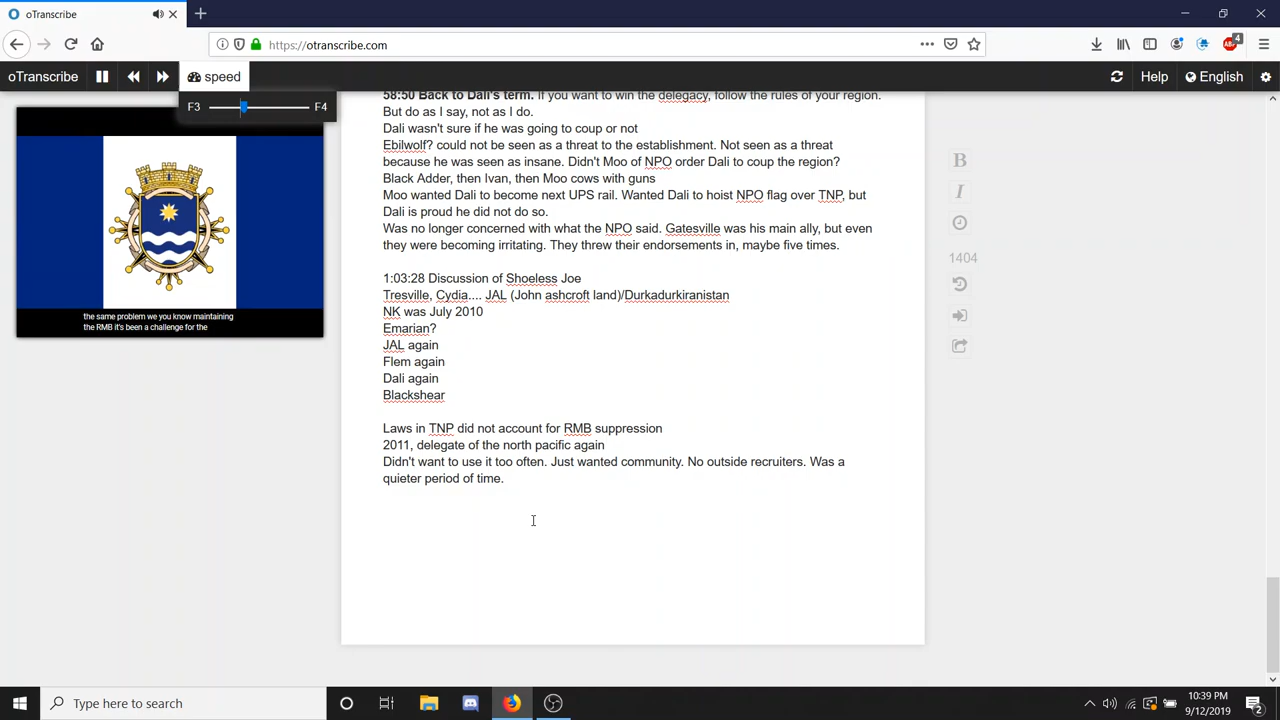 oTranscribe
https://otranscribe.com
4
oTranscribe
speed
Help
English
F3
F4
58:50 Back to Dali's term. If you want to win the delegacy, follow the rules of your region.
But do as I say, not as I do.
Dali wasn't sure if he was going to coup or not
Ebilwolf? could not be seen as a threat to the establishment. Not seen as a threat
because he was seen as insane. Didn't Moo of NPO order Dali to coup the region?
Black Adder, then Ivan, then Moo cows with guns
Moo wanted Dali to become next UPS rail. Wanted Dali to hoist NPO flag over TNP, but
Dali is proud he did not do so.
Was no longer concerned with what the NPO said. Gatesville was his main ally, but even
they were becoming irritating. They threw their endorsements in, maybe five times.
1:03:28 Discussion of Shoeless Joe
Tresville, Cydia.... JAL (John ashcroft land)/Durkadurkiranistan
NK was July 2010
Emarian?
JAL again
Flem again
Dali again
Blackshear
Laws in TNP did not account for RMB suppression
2011, delegate of the north pacific again
Didn't want to use it too often. Just wanted community. No outside recruiters. Was a
quieter period of time.
the same problem we you know maintaining
the RMB it's been a challenge for the
B
I
1404
Type here to search
10:39 PM
9/12/2019
2